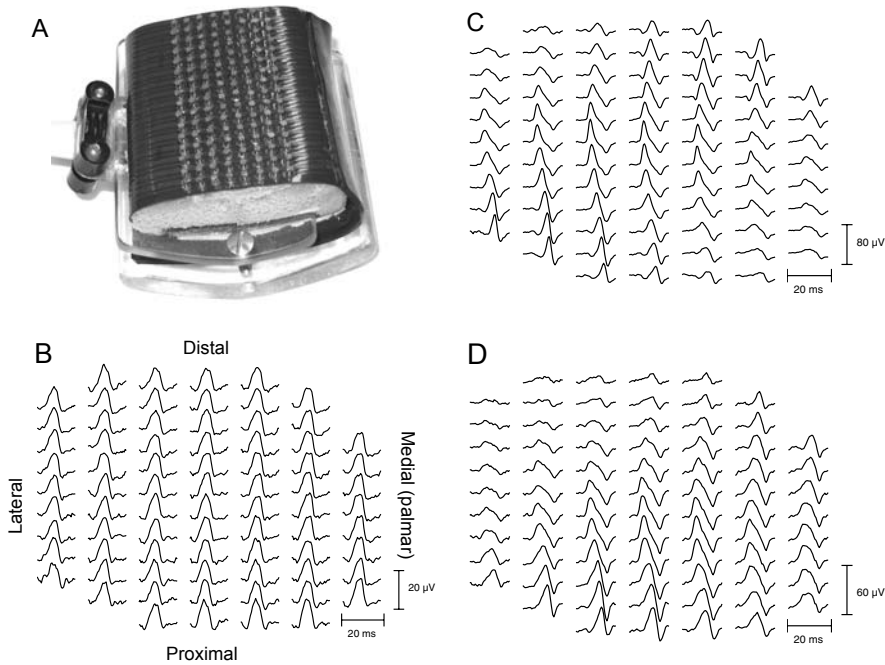 A
B
Distal
Lateral
Medial (palmar)
20 µV
20 ms
Proximal
C
80 µV
20 ms
D
60 µV
20 ms